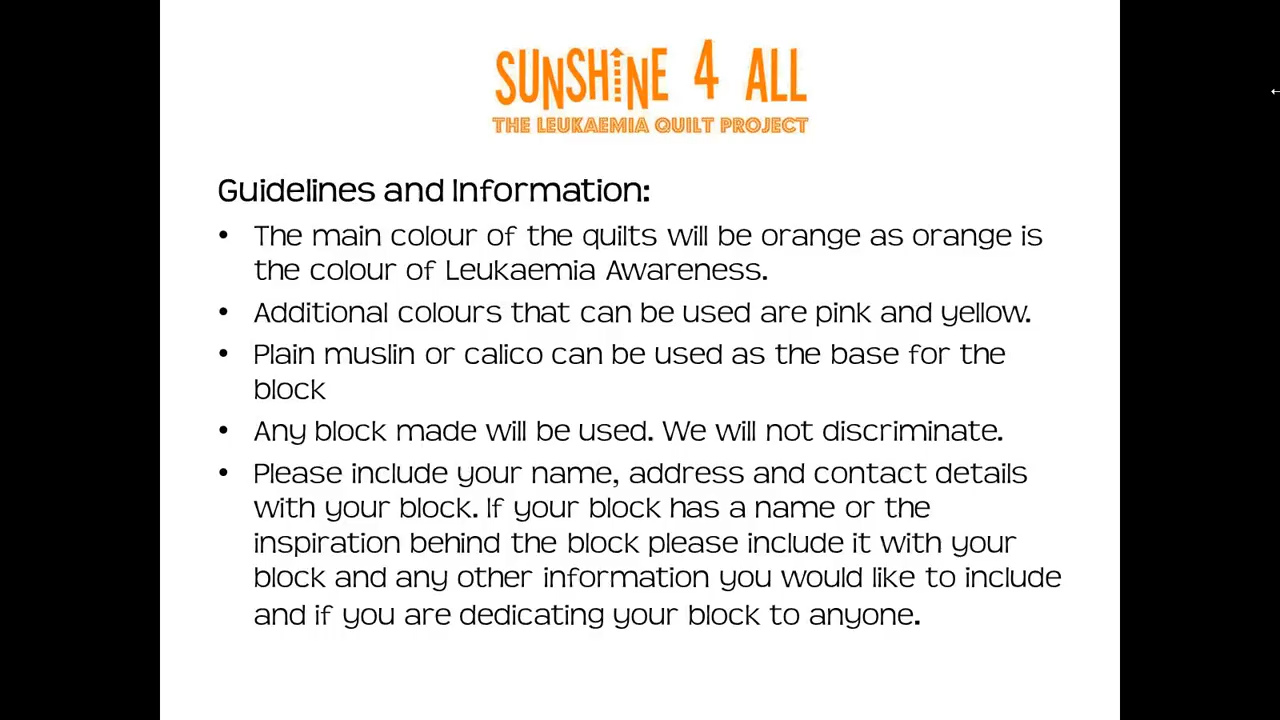 SUNSHINE 4 ALL
THE LEUKAEMIA QUILT PROJECT
Guidelines and Information:
• The main colour of the quilts will be orange as orange is
the colour of Leukaemia Awareness.
• Additional colours that can be used are pink and yellow.
• Plain muslin or calico can be used as the base for the
block
• Any block made will be used. We will not discriminate.
• Please include your name, address and contact details
with your block. If your block has a name or the
inspiration behind the block please include it with your
block and any other information you would like to include
and if you are dedicating your block to anyone.